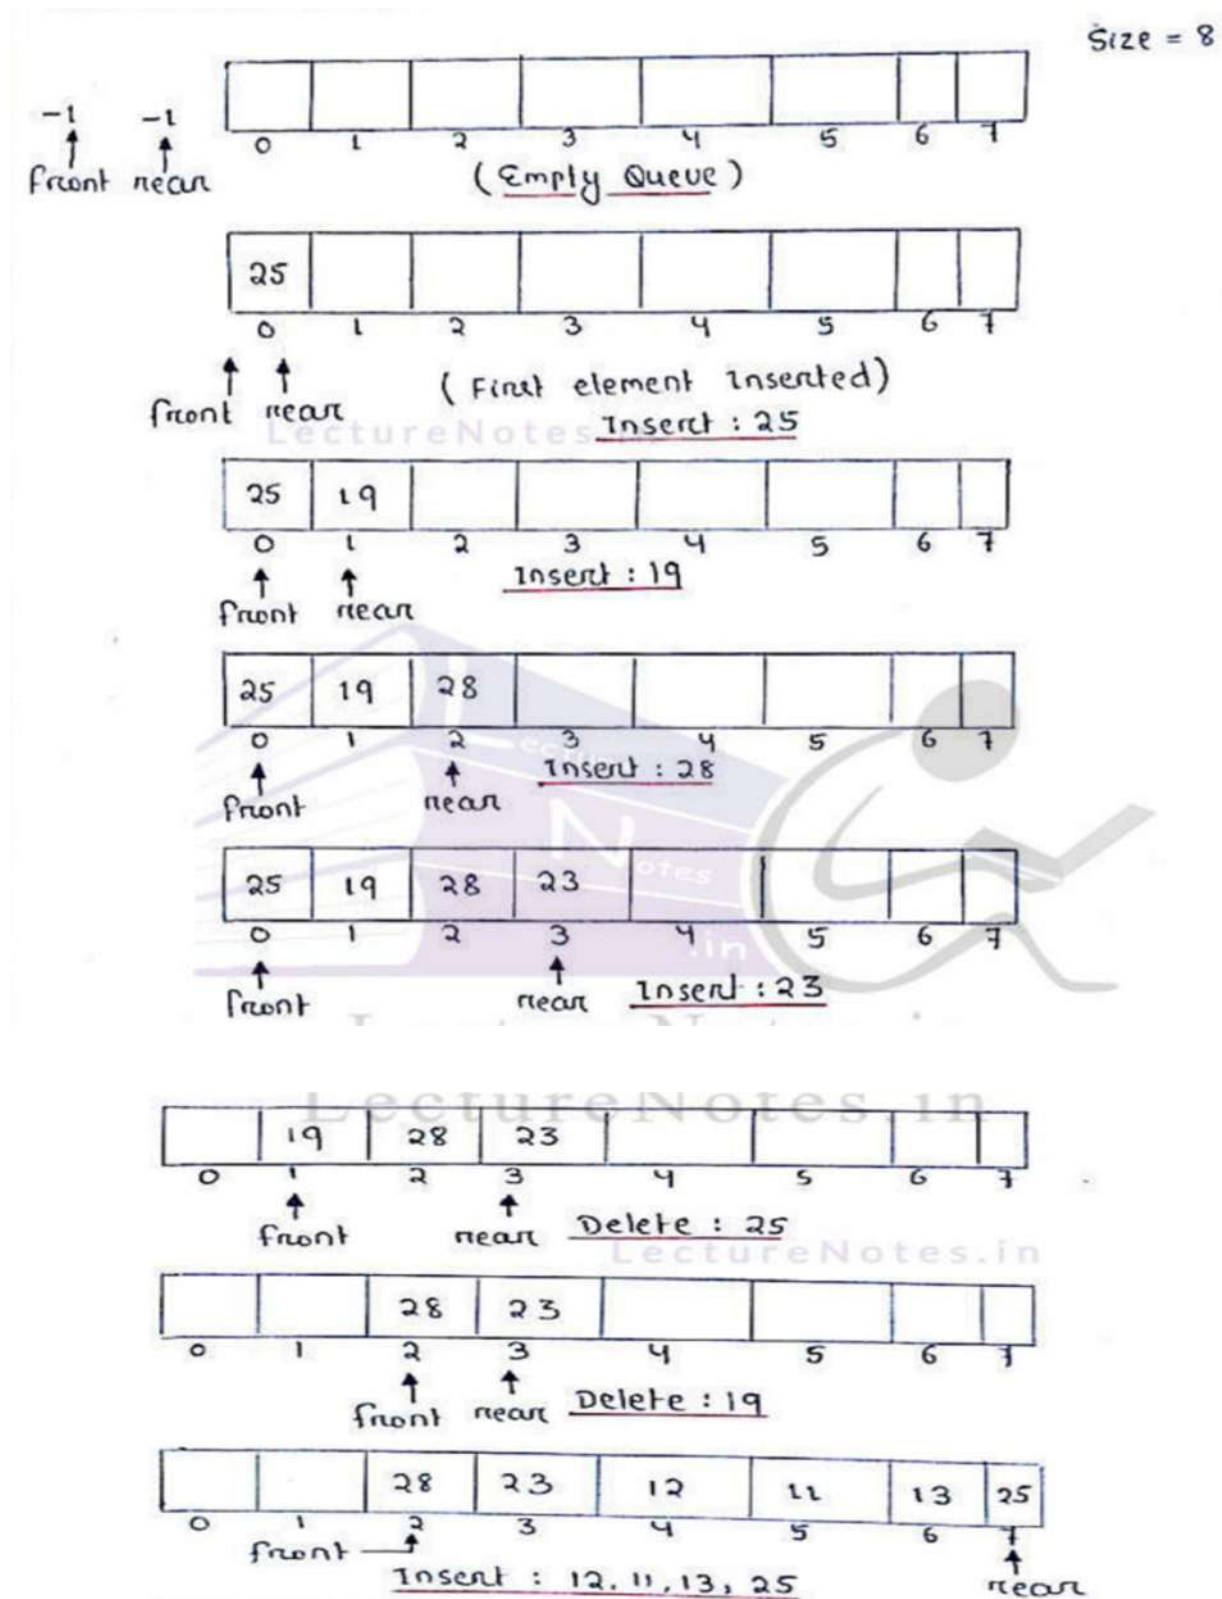 Size = 8
-1 -1
0 1 2 3 4 5 6 7
front rear
(Empty Queue)
25
0 1 2 3 4 5 6 7
(First element Inserted)
front rear
Insert : 25
LectureNotes
25 19
0 1 2 3 4 5 6 7
Insert : 19
front rear
25 19 28
0 1 2 3 4 5 6 7
Insert : 28
front rear
Lecture
Notes
.in
25 19 28 23
0 1 2 3 4 5 6 7
front rear Insert : 23
LectureNotes.in
19 28 23
0 1 2 3 4 5 6 7
front rear Delete : 25
LectureNotes.in
28 23
0 1 2 3 4 5 6 7
front rear Delete : 19
28 23 12 11 13 25
0 1 2 3 4 5 6 7
front
Insert : 12, 11, 13, 25
rear